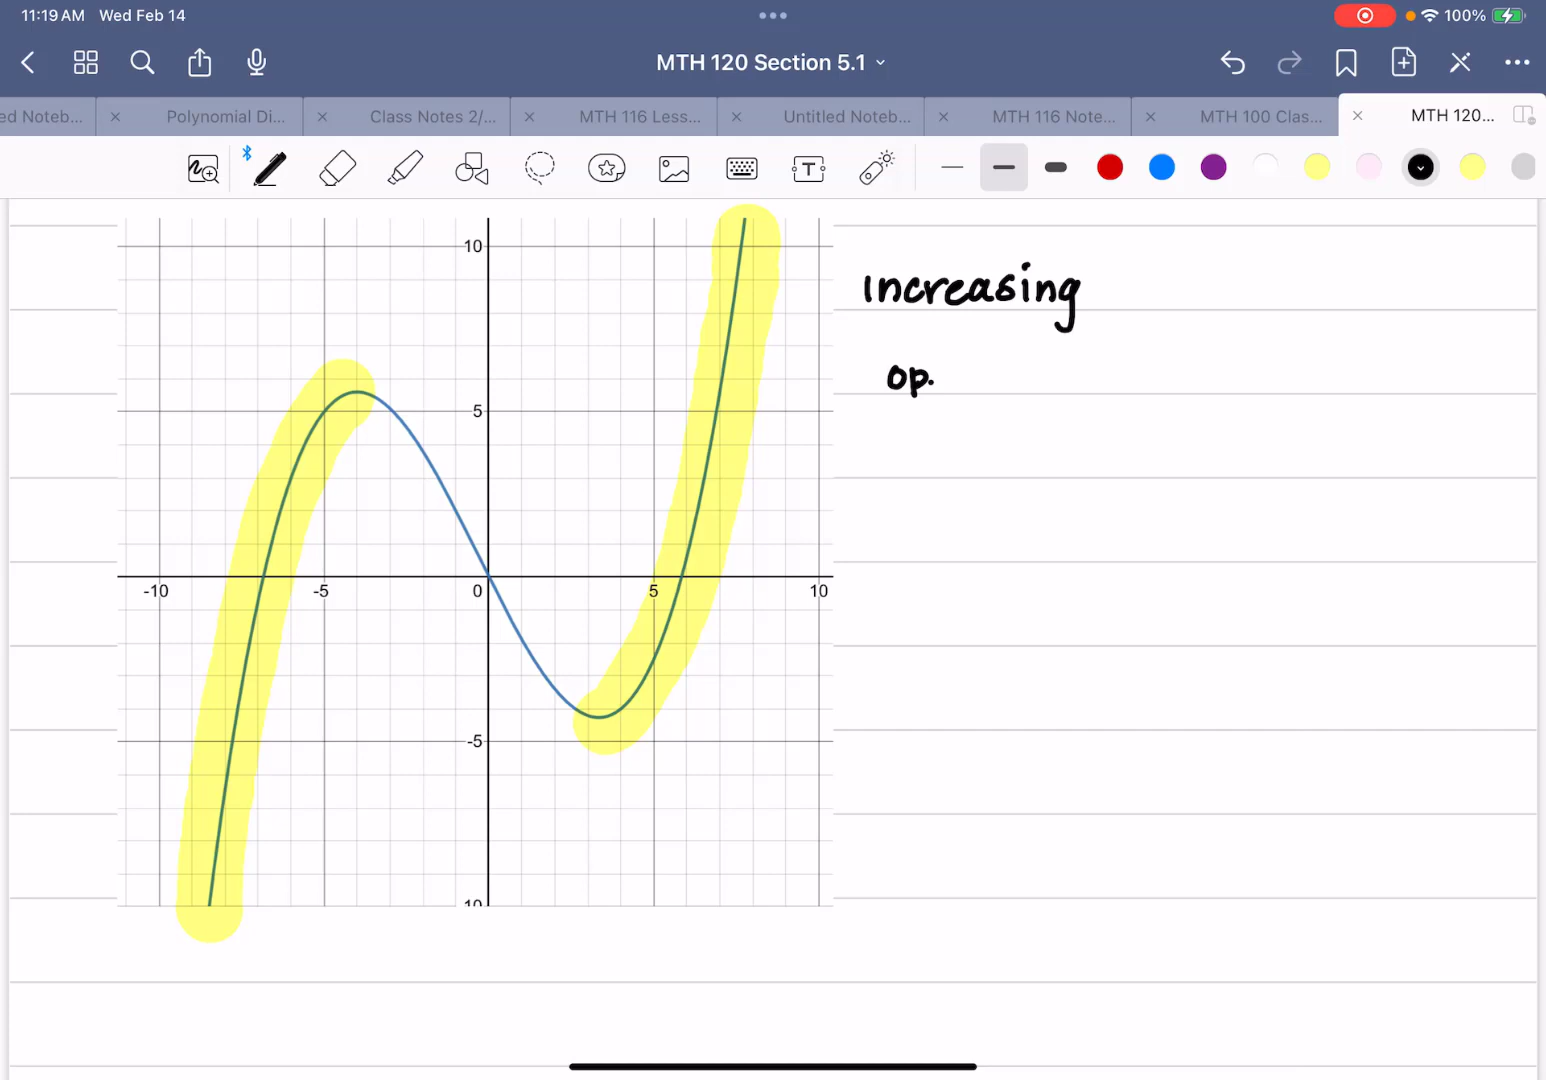 11:19 AM Wed Feb 14
100%
MTH 120 Section 5.1
ed Noteb...
Polynomial Di...
Class Notes 2/...
MTH 116 Less...
Untitled Noteb...
MTH 116 Note...
MTH 100 Clas...
MTH 120...
T
10
5
-10
-5
0
5
10
-5
10
increasing
op.